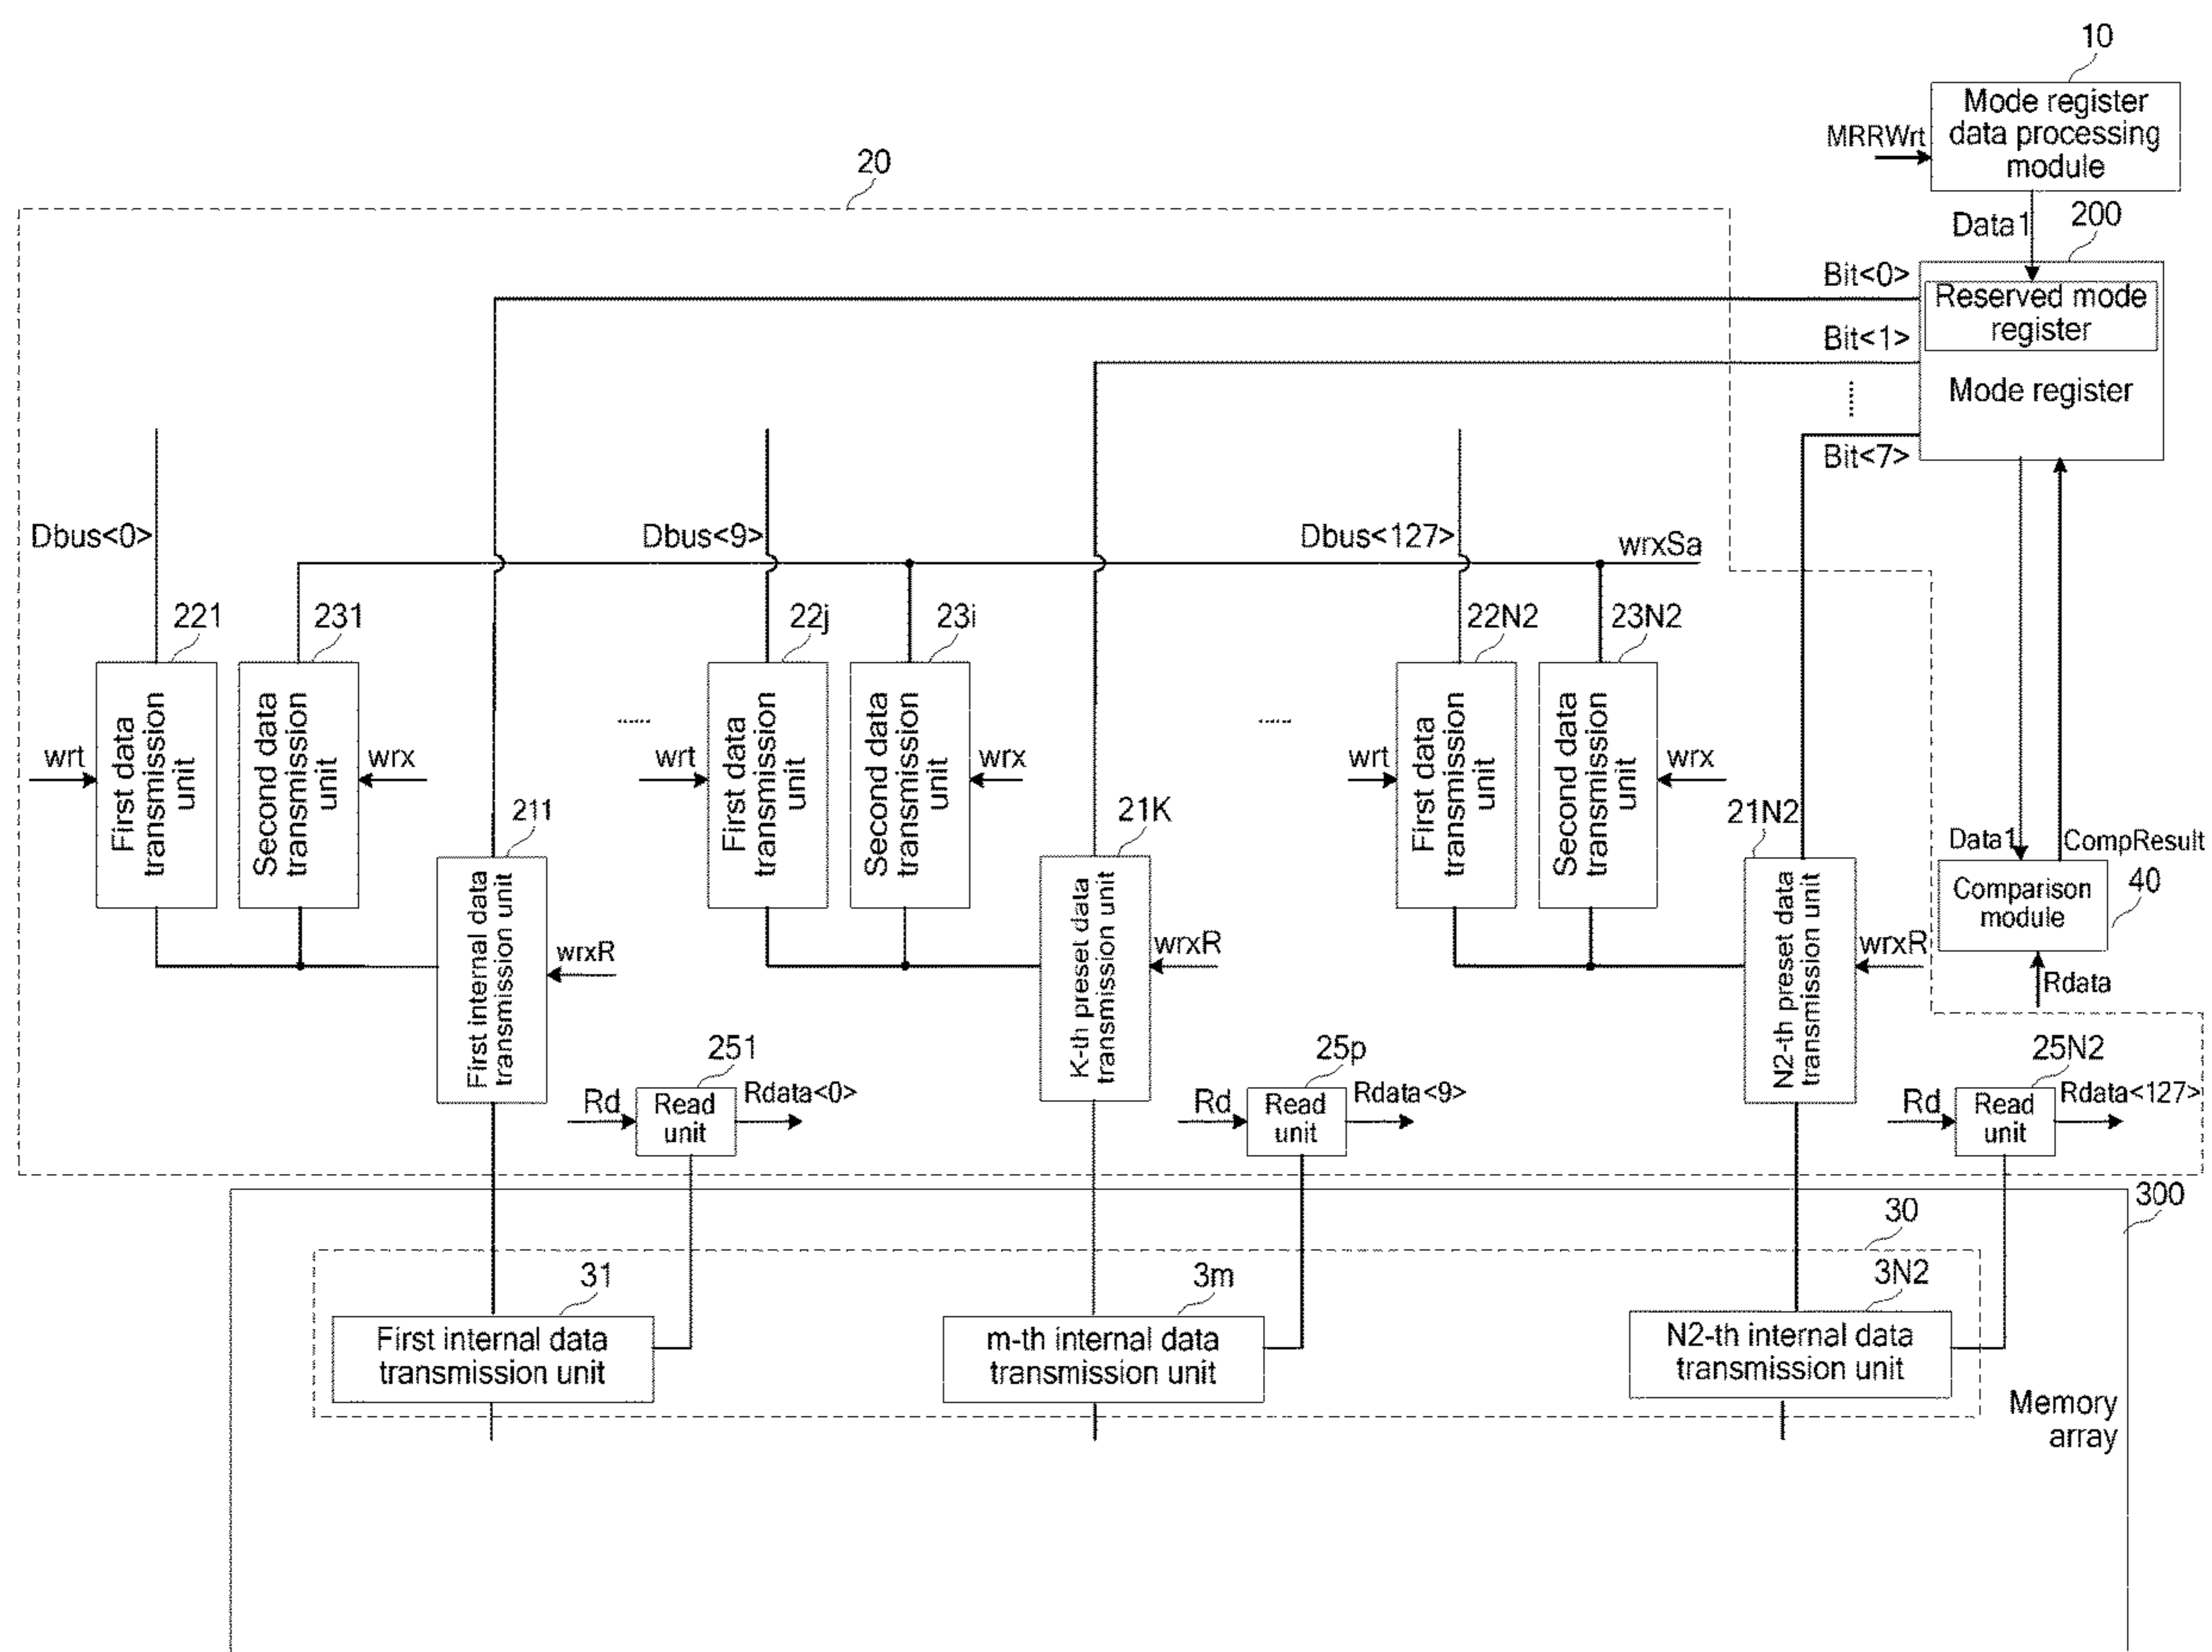 10
Mode register
data processing
module
MRRWrt
20
Data1
200
Bit<0>
Reserved mode
register
Bit<1>
Mode register
......
Bit<7>
Dbus<0>
Dbus<9>
Dbus<127>
wrxSa
221
231
22j
23i
22N2
23N2
First data
transmission
unit
Second data
transmission
unit
......
First data
transmission
unit
Second data
transmission
unit
......
First data
transmission
unit
Second data
transmission
unit
wrt
wrx
wrt
wrx
wrt
wrx
211
21K
21N2
Data1
CompResult
First internal data
transmission unit
K-th preset data
transmission unit
N2-th preset data
transmission unit
Comparison
module
40
wrxR
wrxR
wrxR
Rdata
251
25p
25N2
Rd
Read
unit
Rdata<0>
Rd
Read
unit
Rdata<9>
Rd
Read
unit
Rdata<127>
300
30
31
3m
3N2
First internal data
transmission unit
m-th internal data
transmission unit
N2-th internal data
transmission unit
Memory
array